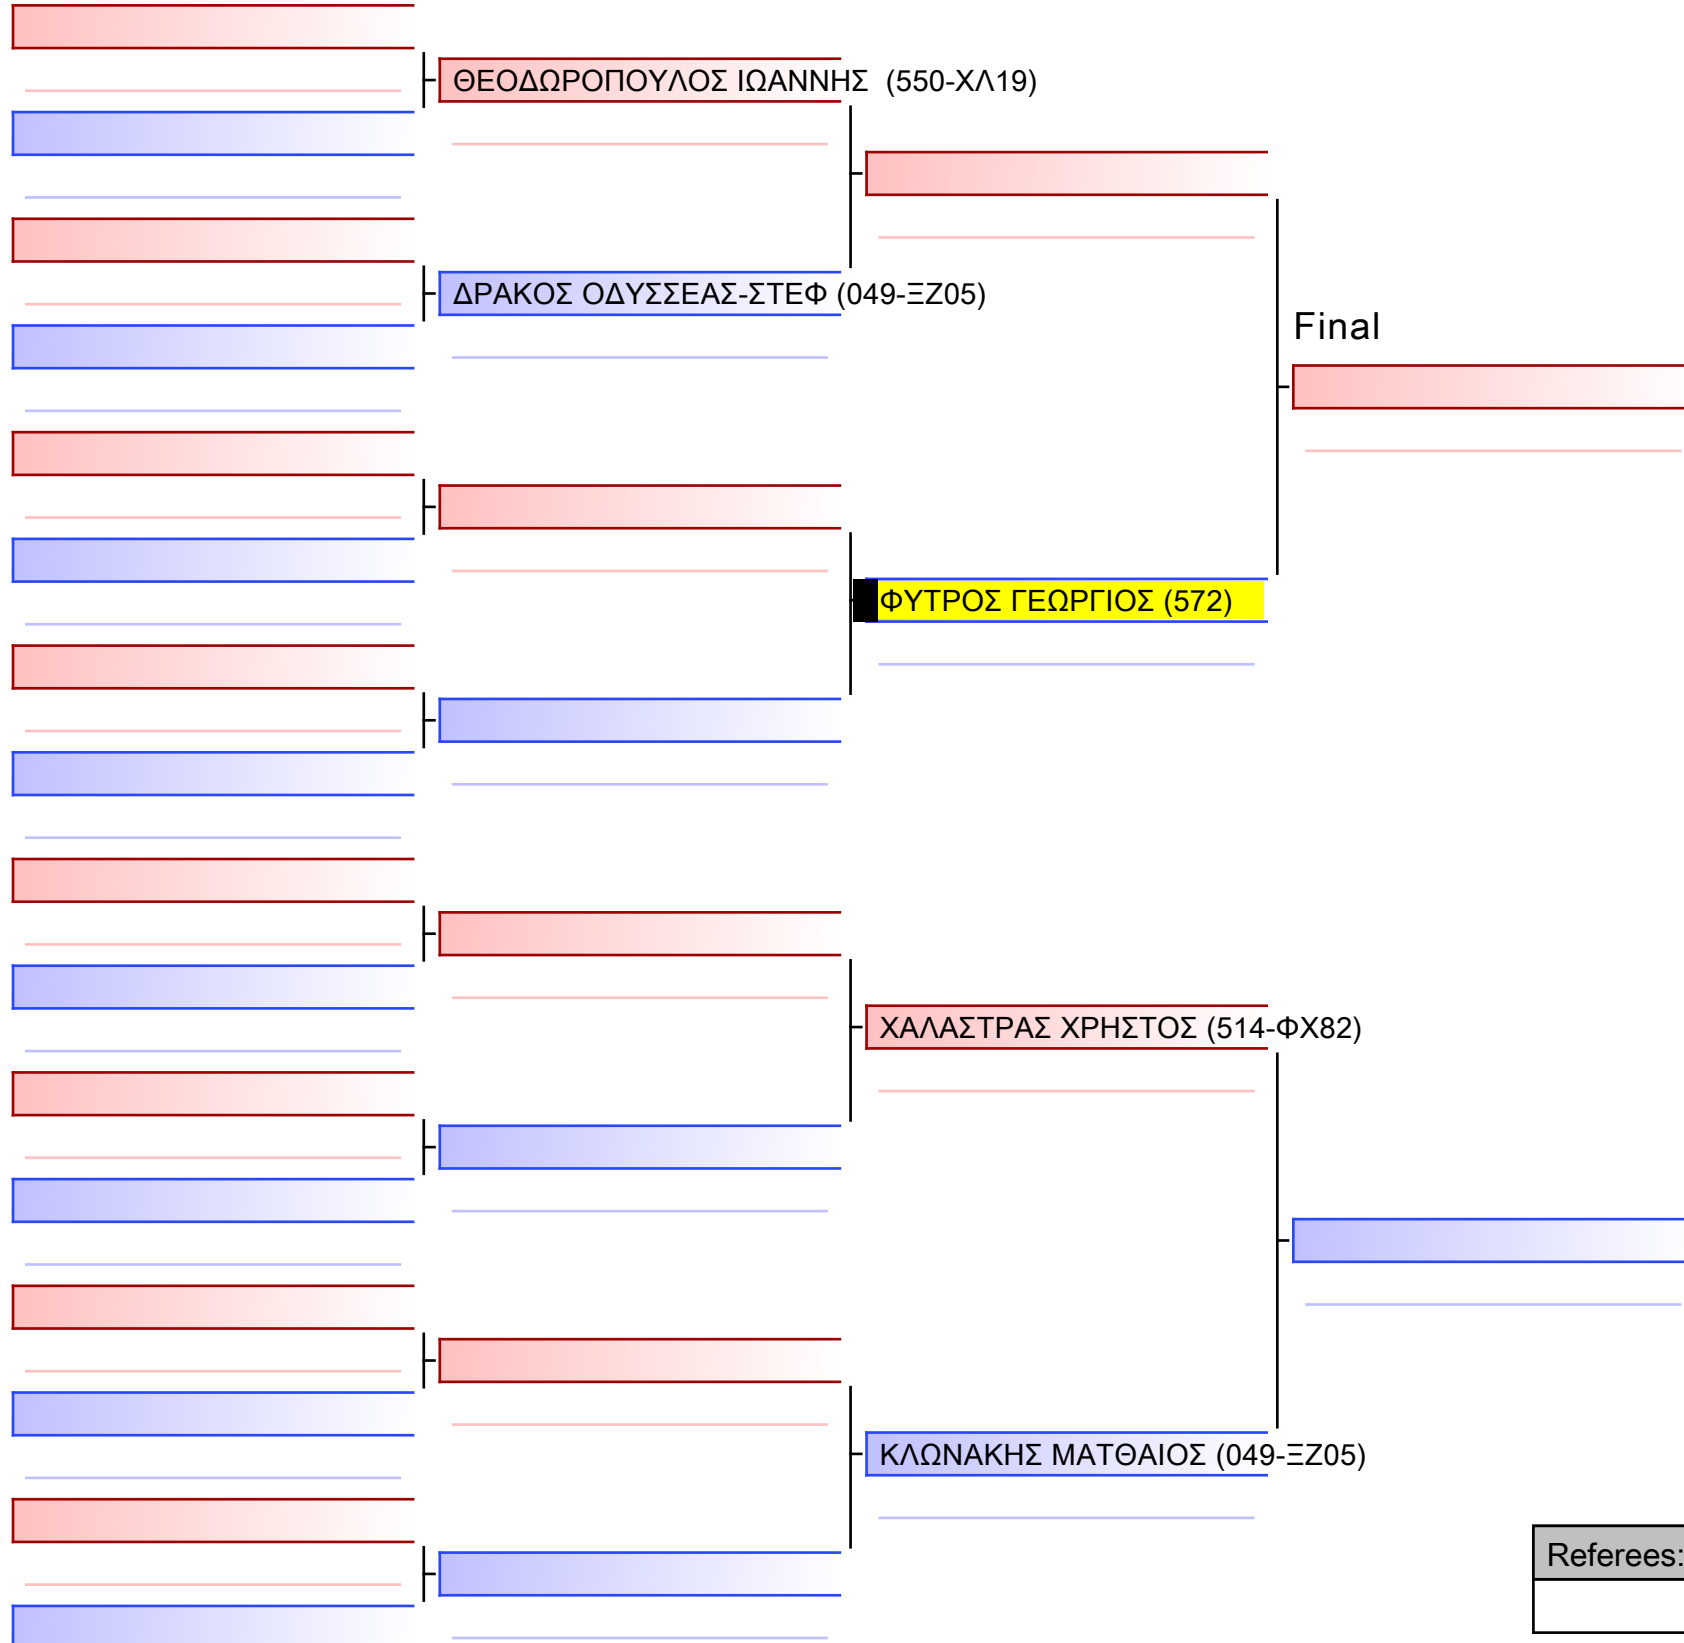 ΘΕΟΔΩΡΟΠΟΥΛΟΣ ΙΩΑΝΝΗΣ (550-ΧΛ19)
ΔΡΑΚΟΣ ΟΔΥΣΣΕΑΣ-ΣΤΕΦ (049-ΞΖ05)
Final
ΦΥΤΡΟΣ ΓΕΩΡΓΙΟΣ (572)
ΧΑΛΑΣΤΡΑΣ ΧΡΗΣΤΟΣ (514-ΦΧ82)
ΚΛΩΝΑΚΗΣ ΜΑΤΘΑΙΟΣ (049-ΞΖ05)
Referees: